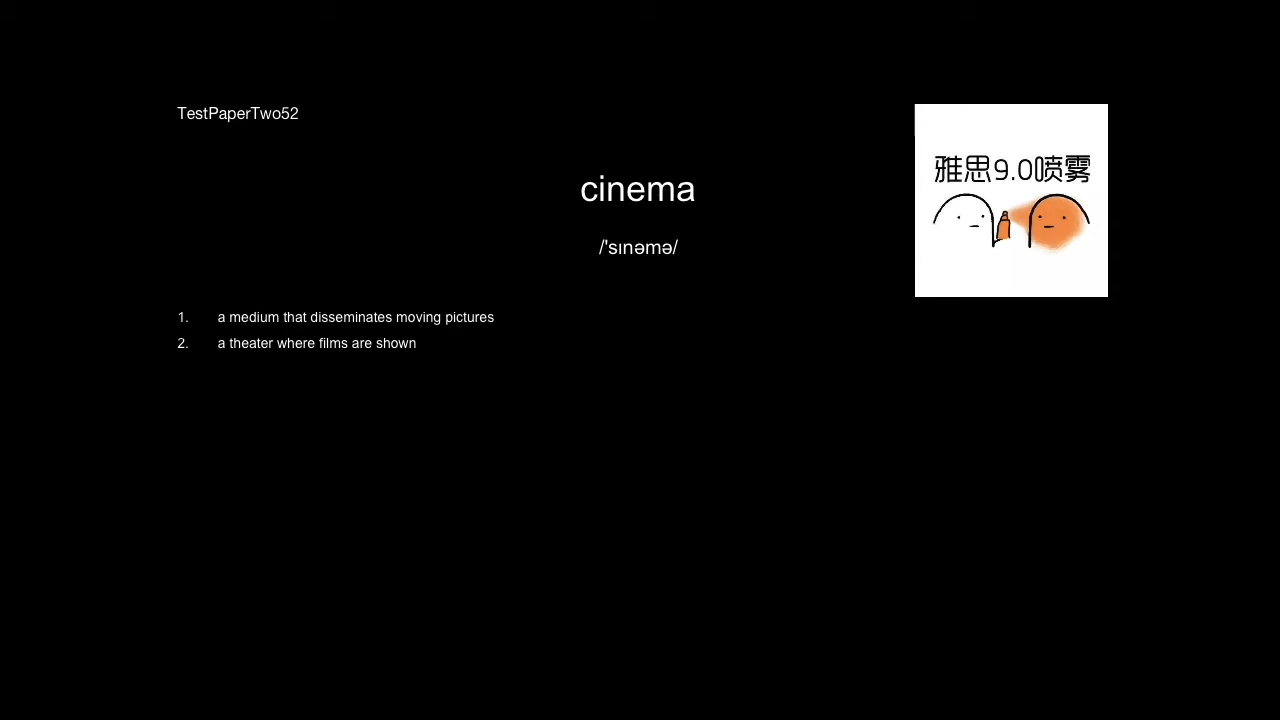 TestPaperTwo52
雅思9.0喷雾
cinema
/'sɪnəmə/
1. a medium that disseminates moving pictures
2. a theater where films are shown